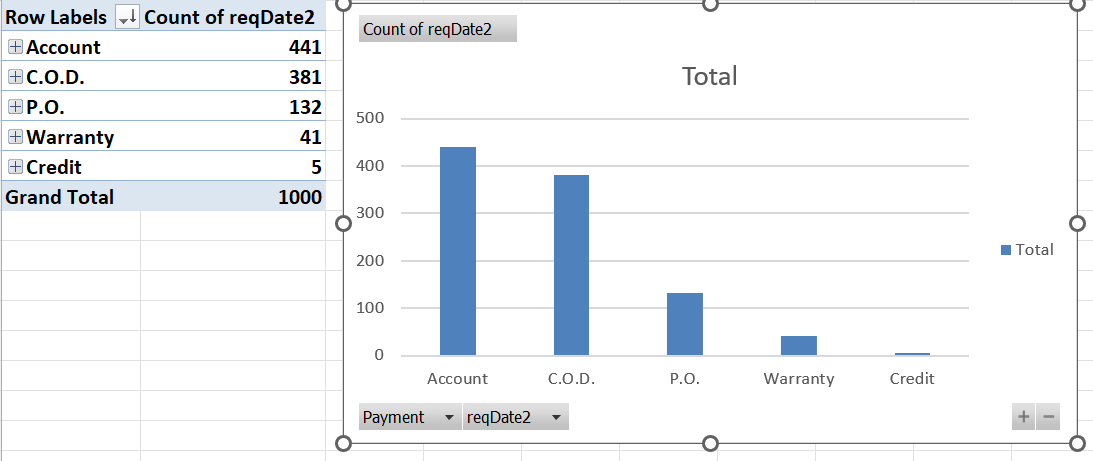 Row Labels Count of reqDate2
Account 441
C.O.D. 381
P.O. 132
Warranty 41
Credit 5
Grand Total 1000
Count of reqDate2
Total
500
400
300
200
100
0
Account C.O.D. P.O. Warranty Credit
Total
Payment reqDate2